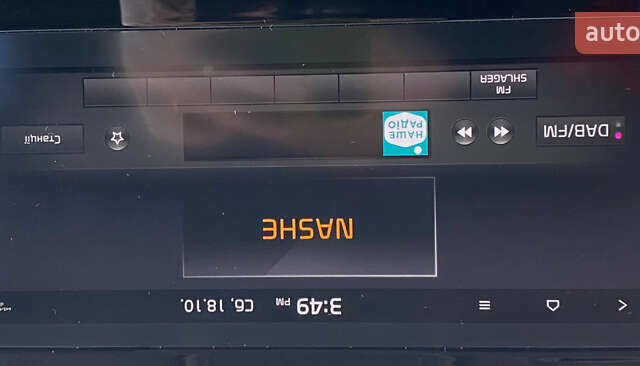 3:49 PM Сб, 18.10.
NASHE
DAB/FM
НАШЕ
РАДІО
Станції
FM
SHLAGER
auto